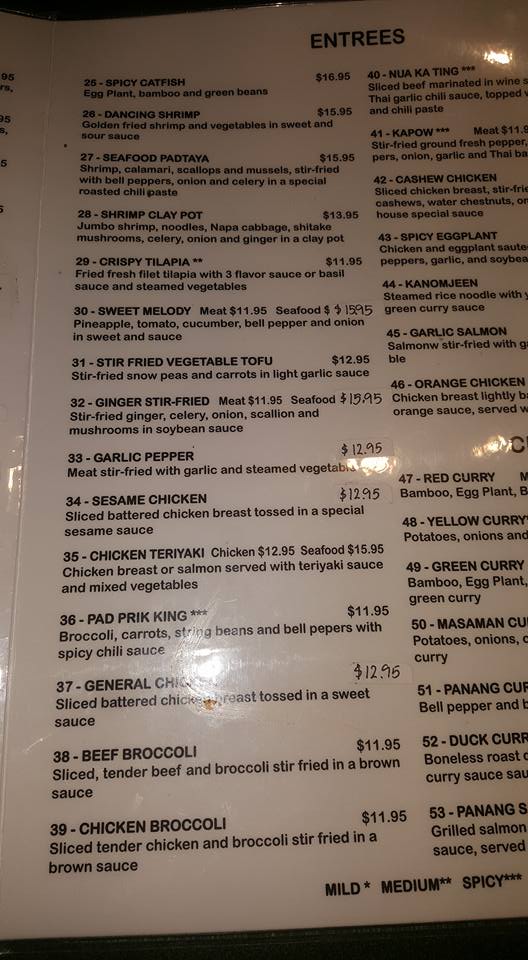 ENTREES
25 - SPICY CATFISH $16.95
Egg Plant, bamboo and green beans
26 - DANCING SHRIMP $15.95
Golden fried shrimp and vegetables in sweet and
sour sauce
27 - SEAFOOD PADTAYA $15.95
Shrimp, calamari, scallops and mussels, stir-fried
with bell peppers, onion and celery in a special
roasted chili paste
28 - SHRIMP CLAY POT $13.95
Jumbo shrimp, noodles, Napa cabbage, shitake
mushrooms, celery, onion and ginger in a clay pot
29 - CRISPY TILAPIA ** $11.95
Fried fresh filet tilapia with 3 flavor sauce or basil
sauce and steamed vegetables
30 - SWEET MELODY Meat $11.95 Seafood $ $ 15.95
Pineapple, tomato, cucumber, bell pepper and onion
in sweet and sauce
31 - STIR FRIED VEGETABLE TOFU $12.95
Stir-fried snow peas and carrots in light garlic sauce
32 - GINGER STIR-FRIED Meat $11.95 Seafood $ 15.95
Stir-fried ginger, celery, onion, scallion and
mushrooms in soybean sauce
33 - GARLIC PEPPER $ 12.95
Meat stir-fried with garlic and steamed
34 - SESAME CHICKEN $12.95
Sliced battered chicken breast tossed in a special
sesame sauce
35 - CHICKEN TERIYAKI Chicken $12.95 Seafood $15.95
Chicken breast or salmon served with teriyaki sauce
and mixed vegetables
36 - PAD PRIK KING *** $11.95
Broccoli, carrots, string beans and bell pepers with
spicy chili sauce
37 - GENERAL $12.95
Sliced battered chicken breast tossed in a sweet
sauce
38 - BEEF BROCCOLI $11.95
Sliced, tender beef and broccoli stir fried in a brown
sauce
39 - CHICKEN BROCCOLI $11.95
Sliced tender chicken and broccoli stir fried in a
brown sauce
40 - NUA KA TING ***
Sliced beef marinated in wine
Thai garlic chili sauce, topped
and chili paste
41 - KAPOW *** Meat $11.9
Stir-fried ground fresh pepper,
pers, onion, garlic and Thai
42 - CASHEW CHICKEN
Sliced chicken breast,
cashews, water chestnuts,
house special sauce
43 - SPICY EGGPLANT
Chicken and eggplant
peppers, garlic, and
44 - KANOMJEEN
Steamed rice noodle with
green curry sauce
45 - GARLIC SALMON
Salmonw stir-fried with
ble
46 - ORANGE CHICKEN
Chicken breast lightly
orange sauce, served
47 - RED CURRY
Bamboo, Egg Plant,
48 - YELLOW CURRY
Potatoes, onions and
49 - GREEN CURRY
Bamboo, Egg Plant,
green curry
50 - MASAMAN
Potatoes, onions,
curry
51 - PANANG
Bell pepper and
52 - DUCK
Boneless roast
curry sauce
53 - PANANG
Grilled salmon
sauce, served
MILD * MEDIUM** SPICY***